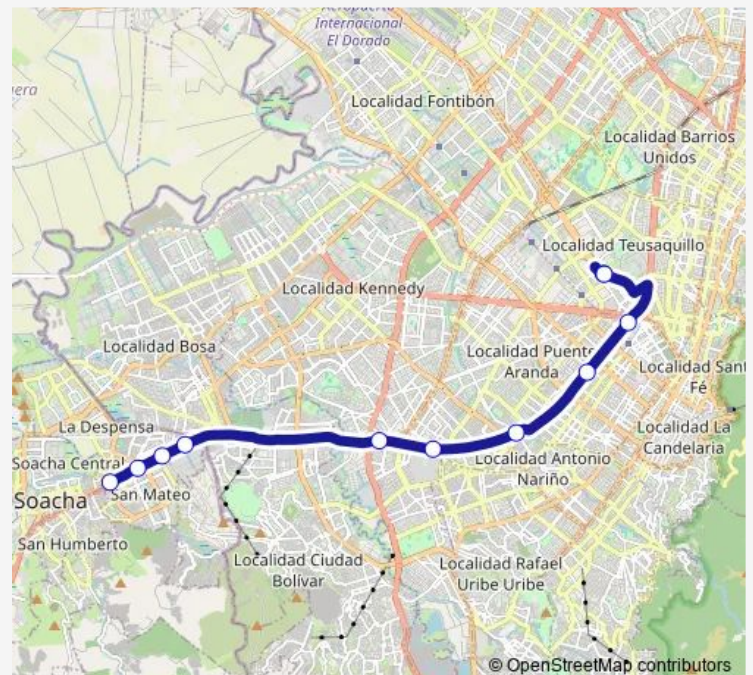 Aeropuerto
Internacional
El Dorado
Localidad Fontibón
Localidad Barrios
Unidos
Localidad Teusaquillo
Localidad Kennedy
Localidad Bosa
Localidad Puente
Aranda
Localidad Sant
Fé
La Despensa
Localidad La
Candelaria
Soacha Central
Localidad Antonio
Nariño
San Mateo
Soacha
San Humberto
Localidad Ciudad
Bolívar
Localidad Rafael
Uribe Uribe
© OpenStreetMap contributors